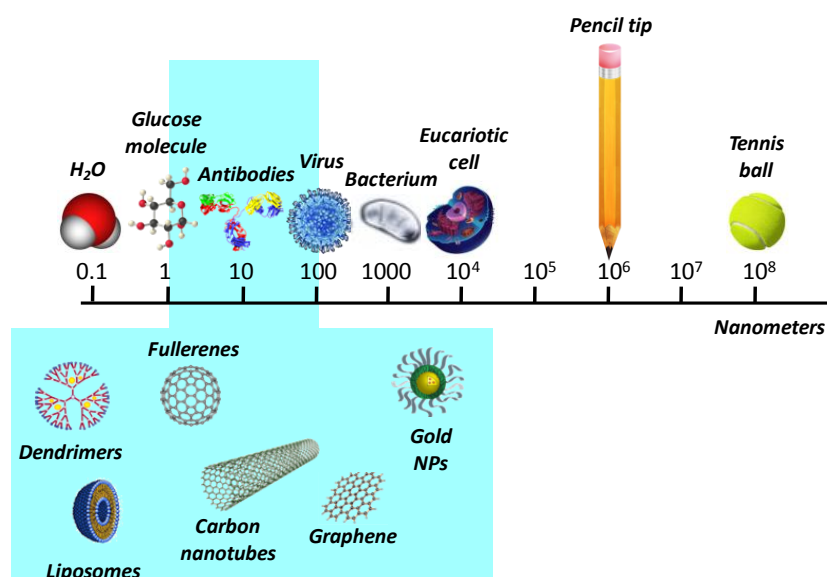 Pencil tip
Glucose
molecule
H₂O
Antibodies
Virus
Bacterium
Eucariotic
cell
Tennis
ball
0.1 1 10 100 1000 10⁴ 10⁵ 10⁶ 10⁷ 10⁸
Nanometers
Fullerenes
Dendrimers
Gold
NPs
Carbon
nanotubes
Graphene
Liposomes